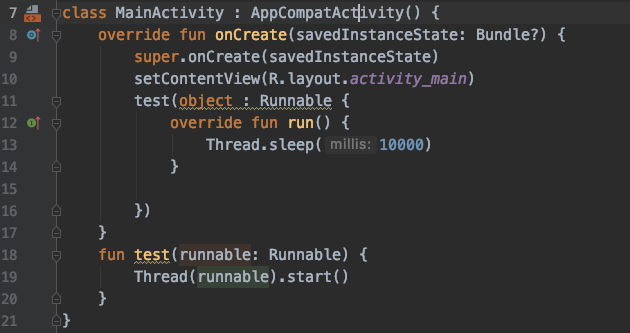 7 class MainActivity : AppCompatActivity() {
8 override fun onCreate(savedInstanceState: Bundle?) {
9 super.onCreate(savedInstanceState)
10 setContentView(R.layout.activity_main)
11 test(object : Runnable {
12 override fun run() {
13 Thread.sleep( millis: 10000)
14 }
15
16 })
17 }
18 fun test(runnable: Runnable) {
19 Thread(runnable).start()
20 }
21 }